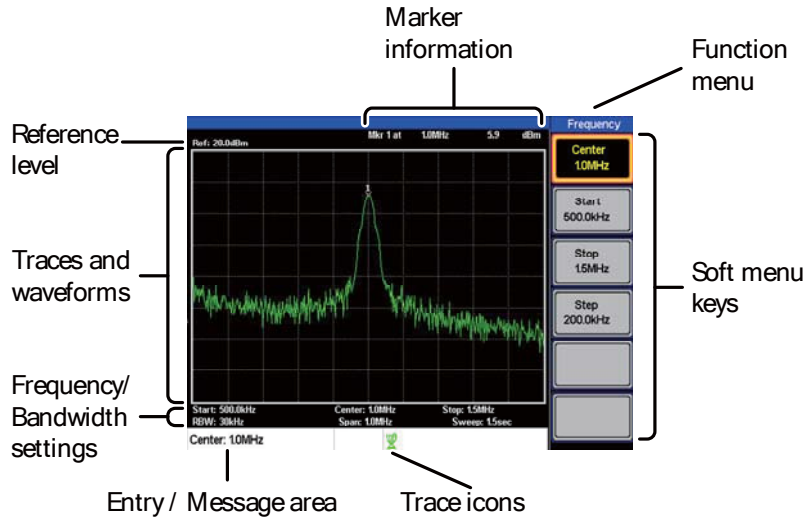 Marker
information
Function
menu
Reference
level
Mkr 1 at 1.0MHz 5.9 dBm
Frequency
Ref: 20.0dBm
Center
1.0MHz
1
Start
500.0kHz
Stop
1.5MHz
Step
200.0kHz
Traces and
waveforms
Soft menu
keys
Frequency/
Bandwidth
settings
Start: 500.0kHz Center: 1.0MHz Stop: 1.5MHz
RBW: 30kHz Span: 1.0MHz Sweep: 1.5sec
Center: 1.0MHz
Entry / Message area
Trace icons